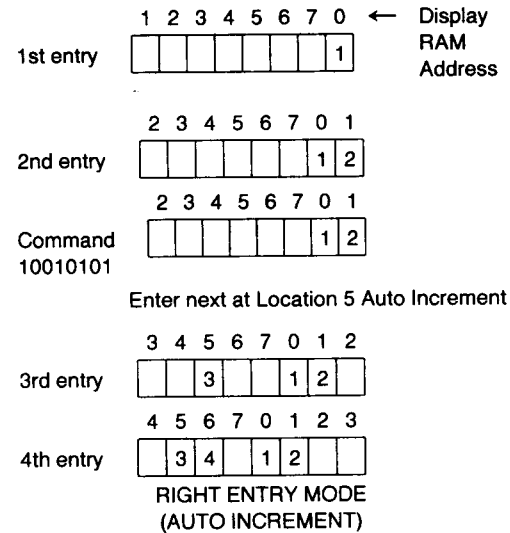 1 2 3 4 5 6 7 0 ← Display
RAM
Address
1st entry 1
2 3 4 5 6 7 0 1
2nd entry 1 2
2 3 4 5 6 7 0 1
Command 1 2
10010101
Enter next at Location 5 Auto Increment
3 4 5 6 7 0 1 2
3rd entry 3 1 2
4 5 6 7 0 1 2 3
4th entry 3 4 1 2
RIGHT ENTRY MODE
(AUTO INCREMENT)